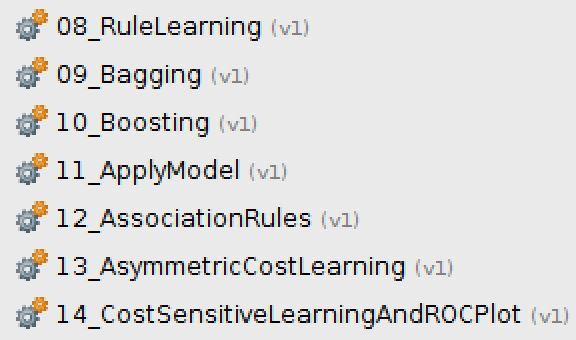 08_RuleLearning (v1)
09_Bagging (v1)
10_Boosting (v1)
11_ApplyModel (v1)
12_AssociationRules (v1)
13_AsymmetricCostLearning (v1)
14_CostSensitiveLearningAndROCPlot (v1)